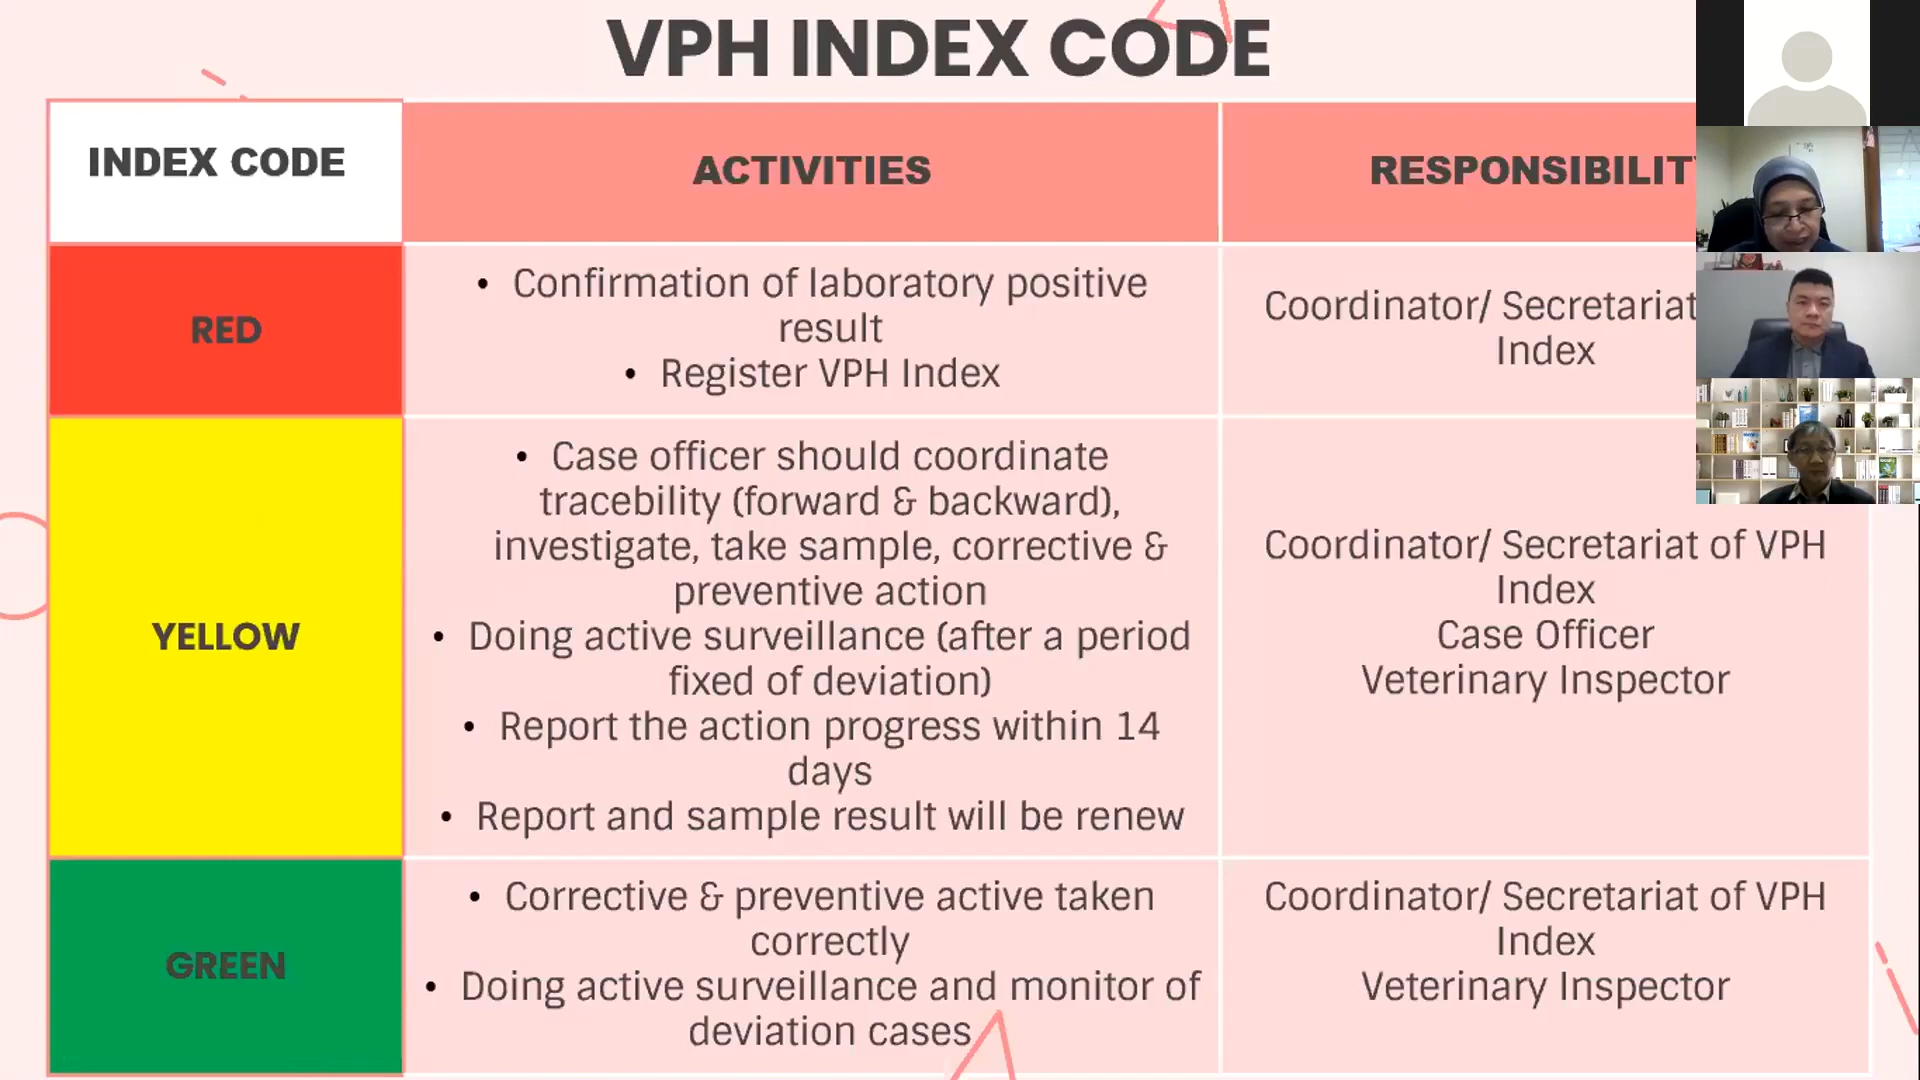 VPH INDEX CODE
INDEX CODE
ACTIVITIES
RESPONSIBILIT
RED
• Confirmation of laboratory positive
result
• Register VPH Index
Coordinator/ Secretariat
Index
YELLOW
• Case officer should coordinate
tracebility (forward & backward),
investigate, take sample, corrective &
preventive action
• Doing active surveillance (after a period
fixed of deviation)
• Report the action progress within 14
days
• Report and sample result will be renew
Coordinator/ Secretariat of VPH
Index
Case Officer
Veterinary Inspector
GREEN
• Corrective & preventive active taken
correctly
• Doing active surveillance and monitor of
deviation cases
Coordinator/ Secretariat of VPH
Index
Veterinary Inspector